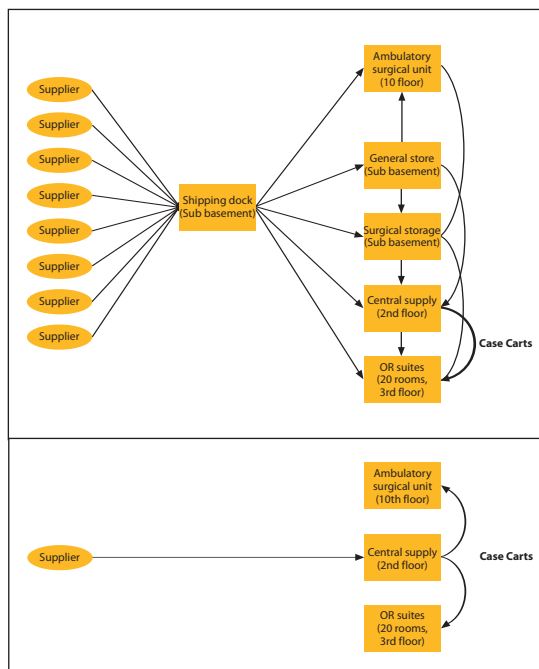 Ambulatory
surgical unit
(10 floor)
Supplier
Supplier
Supplier
Supplier
Supplier
Supplier
Supplier
Supplier
Shipping dock
(Sub basement)
General store
(Sub basement)
Surgical storage
(Sub basement)
Central supply
(2nd floor)
Case Carts
OR suites
(20 rooms,
3rd floor)
Ambulatory
surgical unit
(10th floor)
Supplier
Central supply
(2nd floor)
Case Carts
OR suites
(20 rooms,
3rd floor)